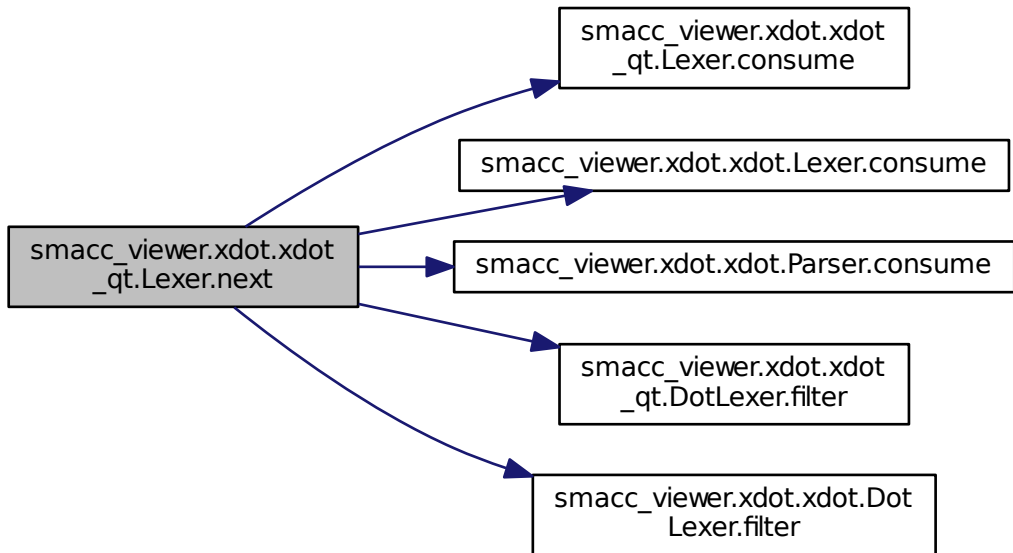 smacc_viewer.xdot.xdot
_qt.Lexer.consume
smacc_viewer.xdot.xdot.Lexer.consume
smacc_viewer.xdot.xdot
_qt.Lexer.next
smacc_viewer.xdot.xdot.Parser.consume
smacc_viewer.xdot.xdot
_qt.DotLexer.filter
smacc_viewer.xdot.xdot.Dot
Lexer.filter